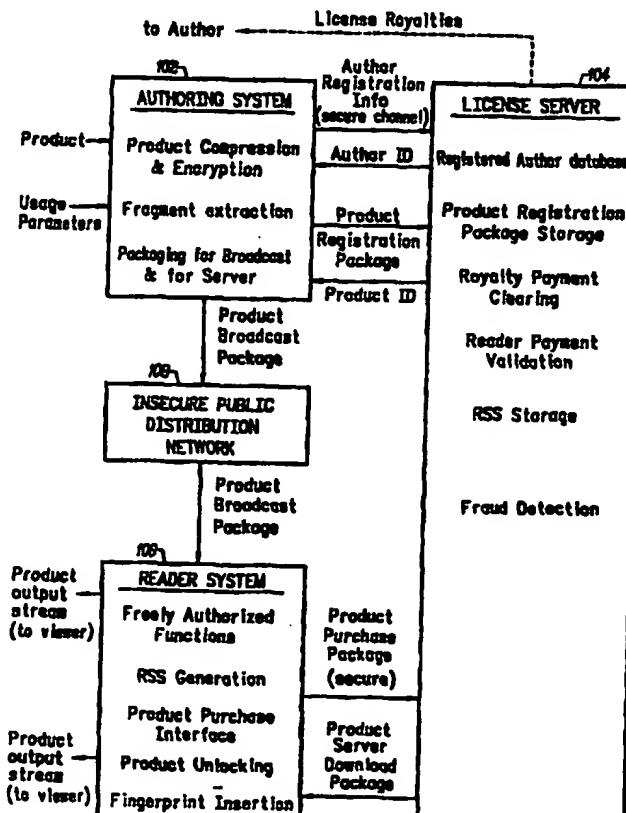 to Author
License Royalties
102
AUTHORING SYSTEM
Product Compression
& Encryption
Fragment extraction
Packaging for Broadcast
& for Server
Product
Usage
Parameters
Author
Registration
Info
(secure channel)
Author ID
Product
Registration
Package
Product ID
104
LICENSE SERVER
Registered Author database
Product Registration
Package Storage
Royalty Payment
Clearing
Reader Payment
Validation
RSS Storage
Fraud Detection
Product
Broadcast
Package
108
INSECURE PUBLIC
DISTRIBUTION
NETWORK
Product
Broadcast
Package
106
READER SYSTEM
Freely Authorized
Functions
RSS Generation
Product Purchase
Interface
Product Unlocking
Fingerprint Insertion
Product
output
stream
(to viewer)
Product
output
stream
(to viewer)
Product
Purchase
Package
(secure)
Product
Server
Download
Package